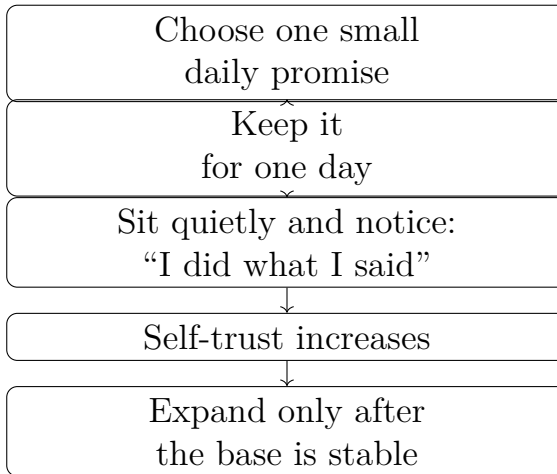 Choose one small
daily promise
Keep it
for one day
Sit quietly and notice:
“I did what I said”
Self-trust increases
Expand only after
the base is stable